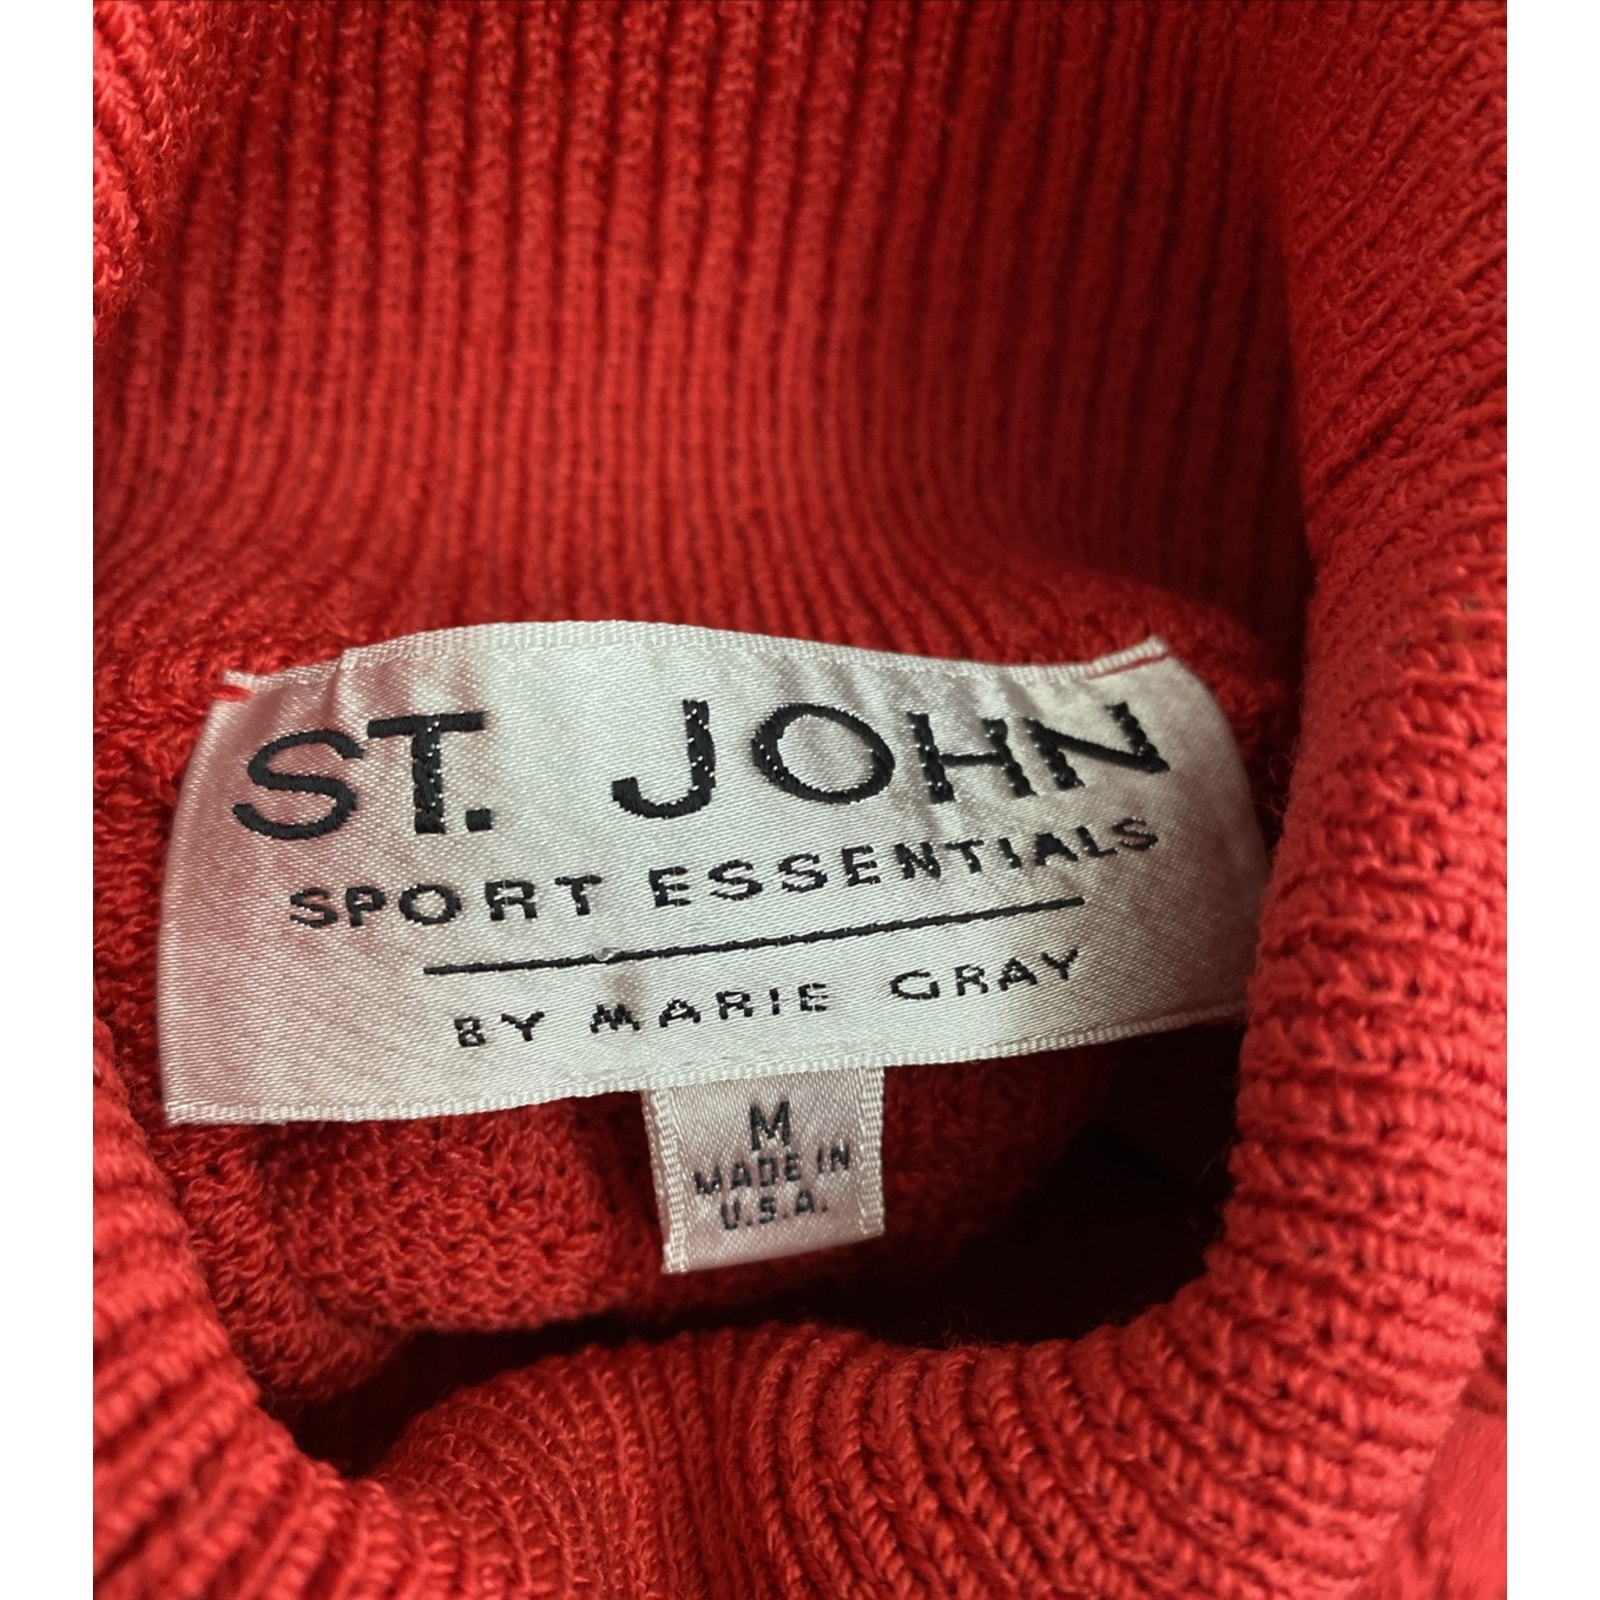 ST. JOHN
SPORT ESSENTIALS
BY MARIE GRAY
M
MADE IN
U.S.A.